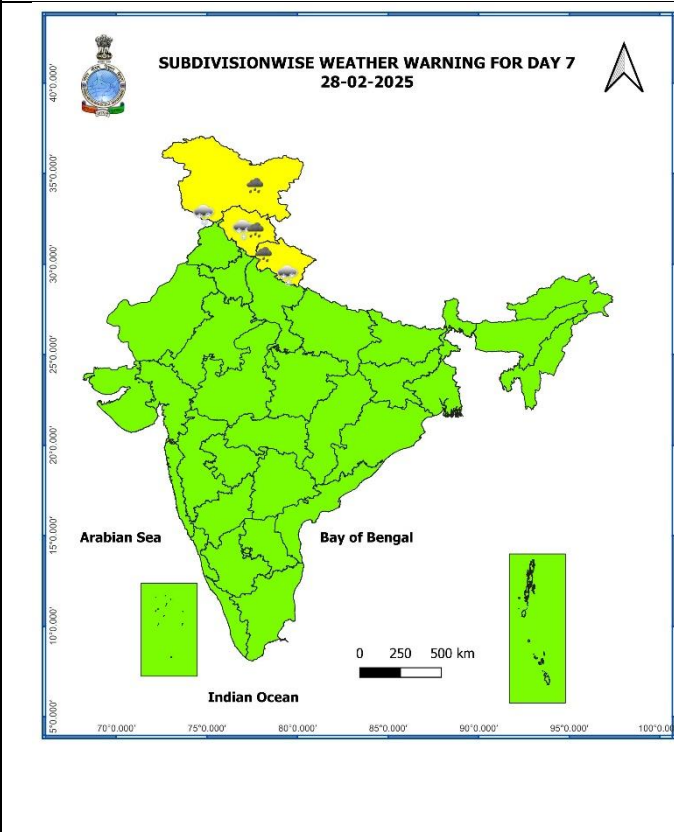 SUBDIVISIONWISE WEATHER WARNING FOR DAY 7
28-02-2025
40°0.000'
35°0.000'
30°0.000'
25°0.000'
20°0.000'
15°0.000'
10°0.000'
5°0.000'
Arabian Sea
Bay of Bengal
0 250 500 km
Indian Ocean
70°0.000' 75°0.000' 80°0.000' 85°0.000' 90°0.000' 95°0.000' 100°0.00